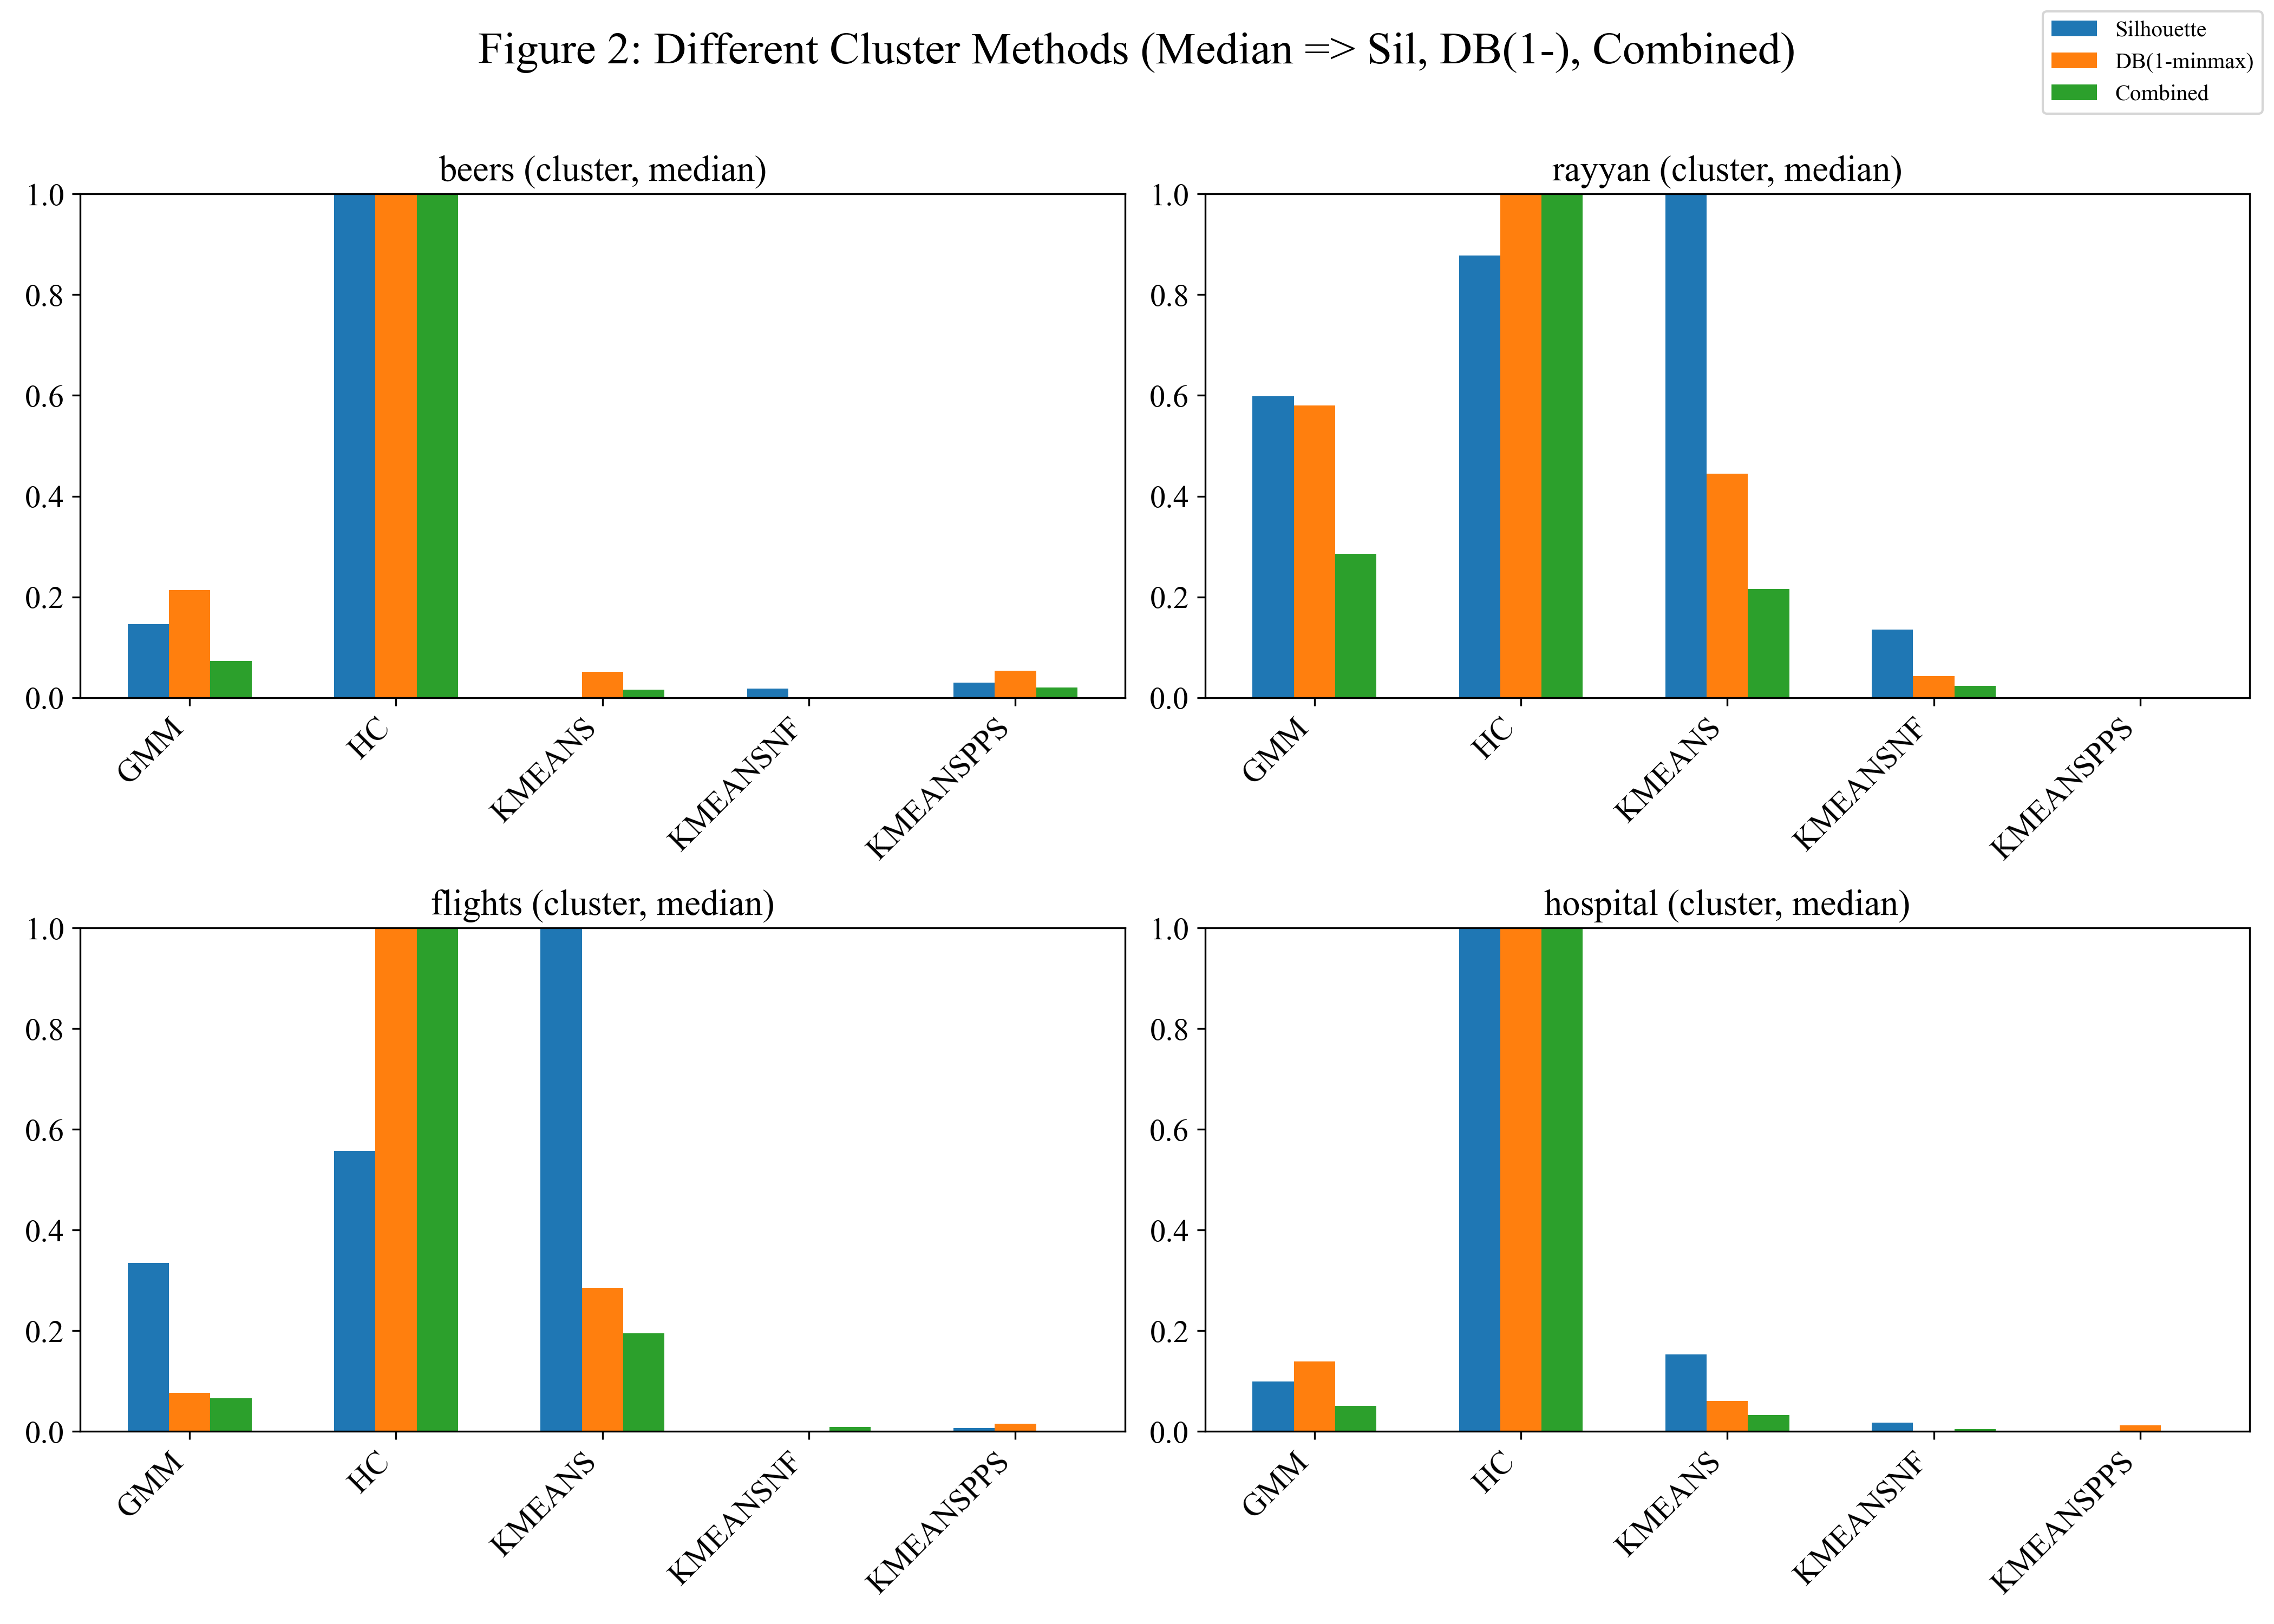 Figure 2: Different Cluster Methods (Median => Sil, DB(1-), Combined)
Silhouette
DB(1-minmax)
Combined
beers (cluster, median)
1.0
0.8
0.6
0.4
0.2
0.0
GMM
HC
KMEANS
KMEANSNF
KMEANSPPS
rayyan (cluster, median)
1.0
0.8
0.6
0.4
0.2
0.0
GMM
HC
KMEANS
KMEANSNF
KMEANSPPS
flights (cluster, median)
1.0
0.8
0.6
0.4
0.2
0.0
GMM
HC
KMEANS
KMEANSNF
KMEANSPPS
hospital (cluster, median)
1.0
0.8
0.6
0.4
0.2
0.0
GMM
HC
KMEANS
KMEANSNF
KMEANSPPS